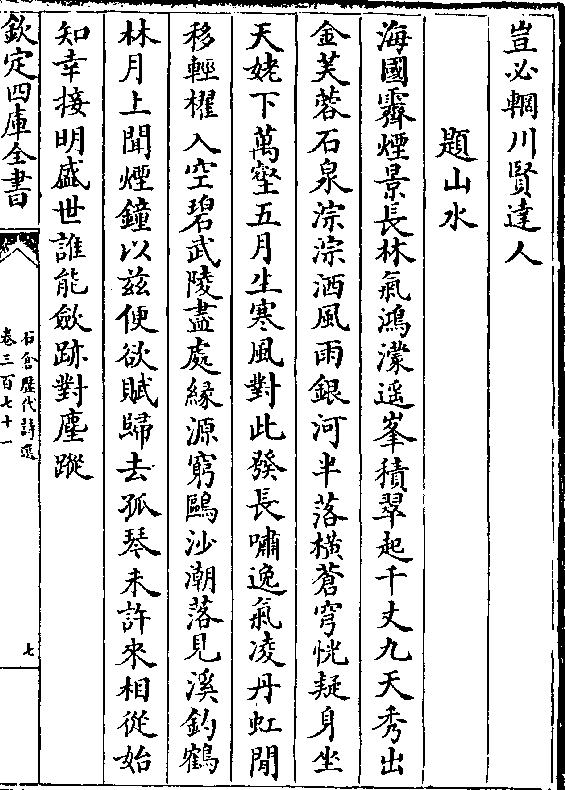 豈必輞川賢達人
題山水
海國霽煙景長林氣鴻濛遥峯積翠起千丈九天秀出
金芙蓉石泉淙淙洒風雨銀河半落橫蒼穹恍疑身坐
天姥下萬壑五月生寒風對此發長嘯逸氣凌丹虹閒
移輕櫂入空碧武陵盡處緣源窮鷗沙潮落見溪釣鶴
林月上聞煙鐘以兹便欲賦歸去孤琴未許來相從始
知幸接明盛世誰能斂跡對塵蹤
欽定四庫全書
石倉歷代詩選
卷三百七十一
七